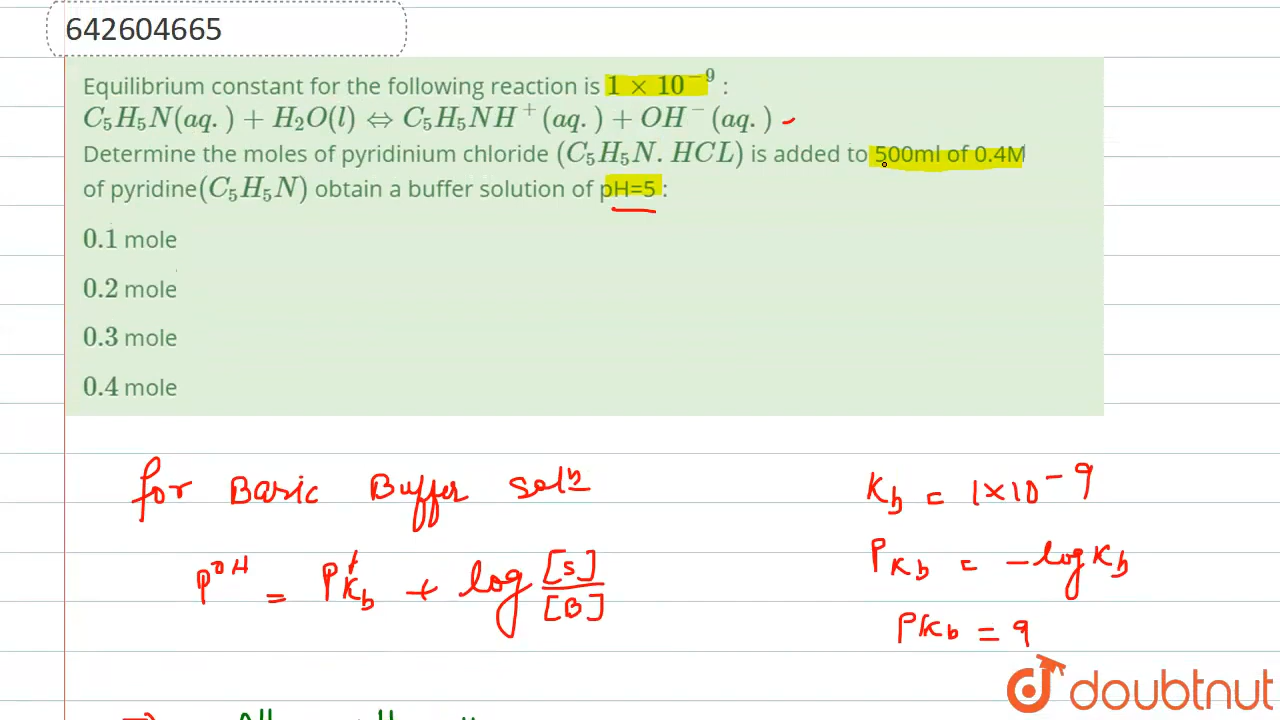 642604665
Equilibrium constant for the following reaction is 1 × 10⁻⁹ :
C₅H₅N(aq.) + H₂O(l) ⇔ C₅H₅NH⁺(aq.) + OH⁻(aq.)
Determine the moles of pyridinium chloride (C₅H₅N.HCL) is added to 500ml of 0.4M
of pyridine(C₅H₅N) obtain a buffer solution of pH=5 :
0.1 mole
0.2 mole
0.3 mole
0.4 mole
for Basic Buffer solⁿ
Kb = 1×10⁻⁹
PKb = -log Kb
P^OH = PKb + log [S]/[B]
PKb = 9
doubtnut